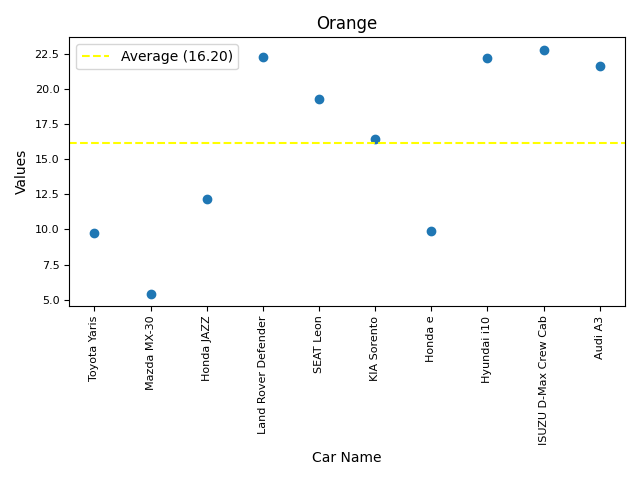 Orange
Average (16.20)
Values
22.5
20.0
17.5
15.0
12.5
10.0
7.5
5.0
Toyota Yaris
Mazda MX-30
Honda JAZZ
Land Rover Defender
SEAT Leon
KIA Sorento
Honda e
Hyundai i10
ISUZU D-Max Crew Cab
Audi A3
Car Name